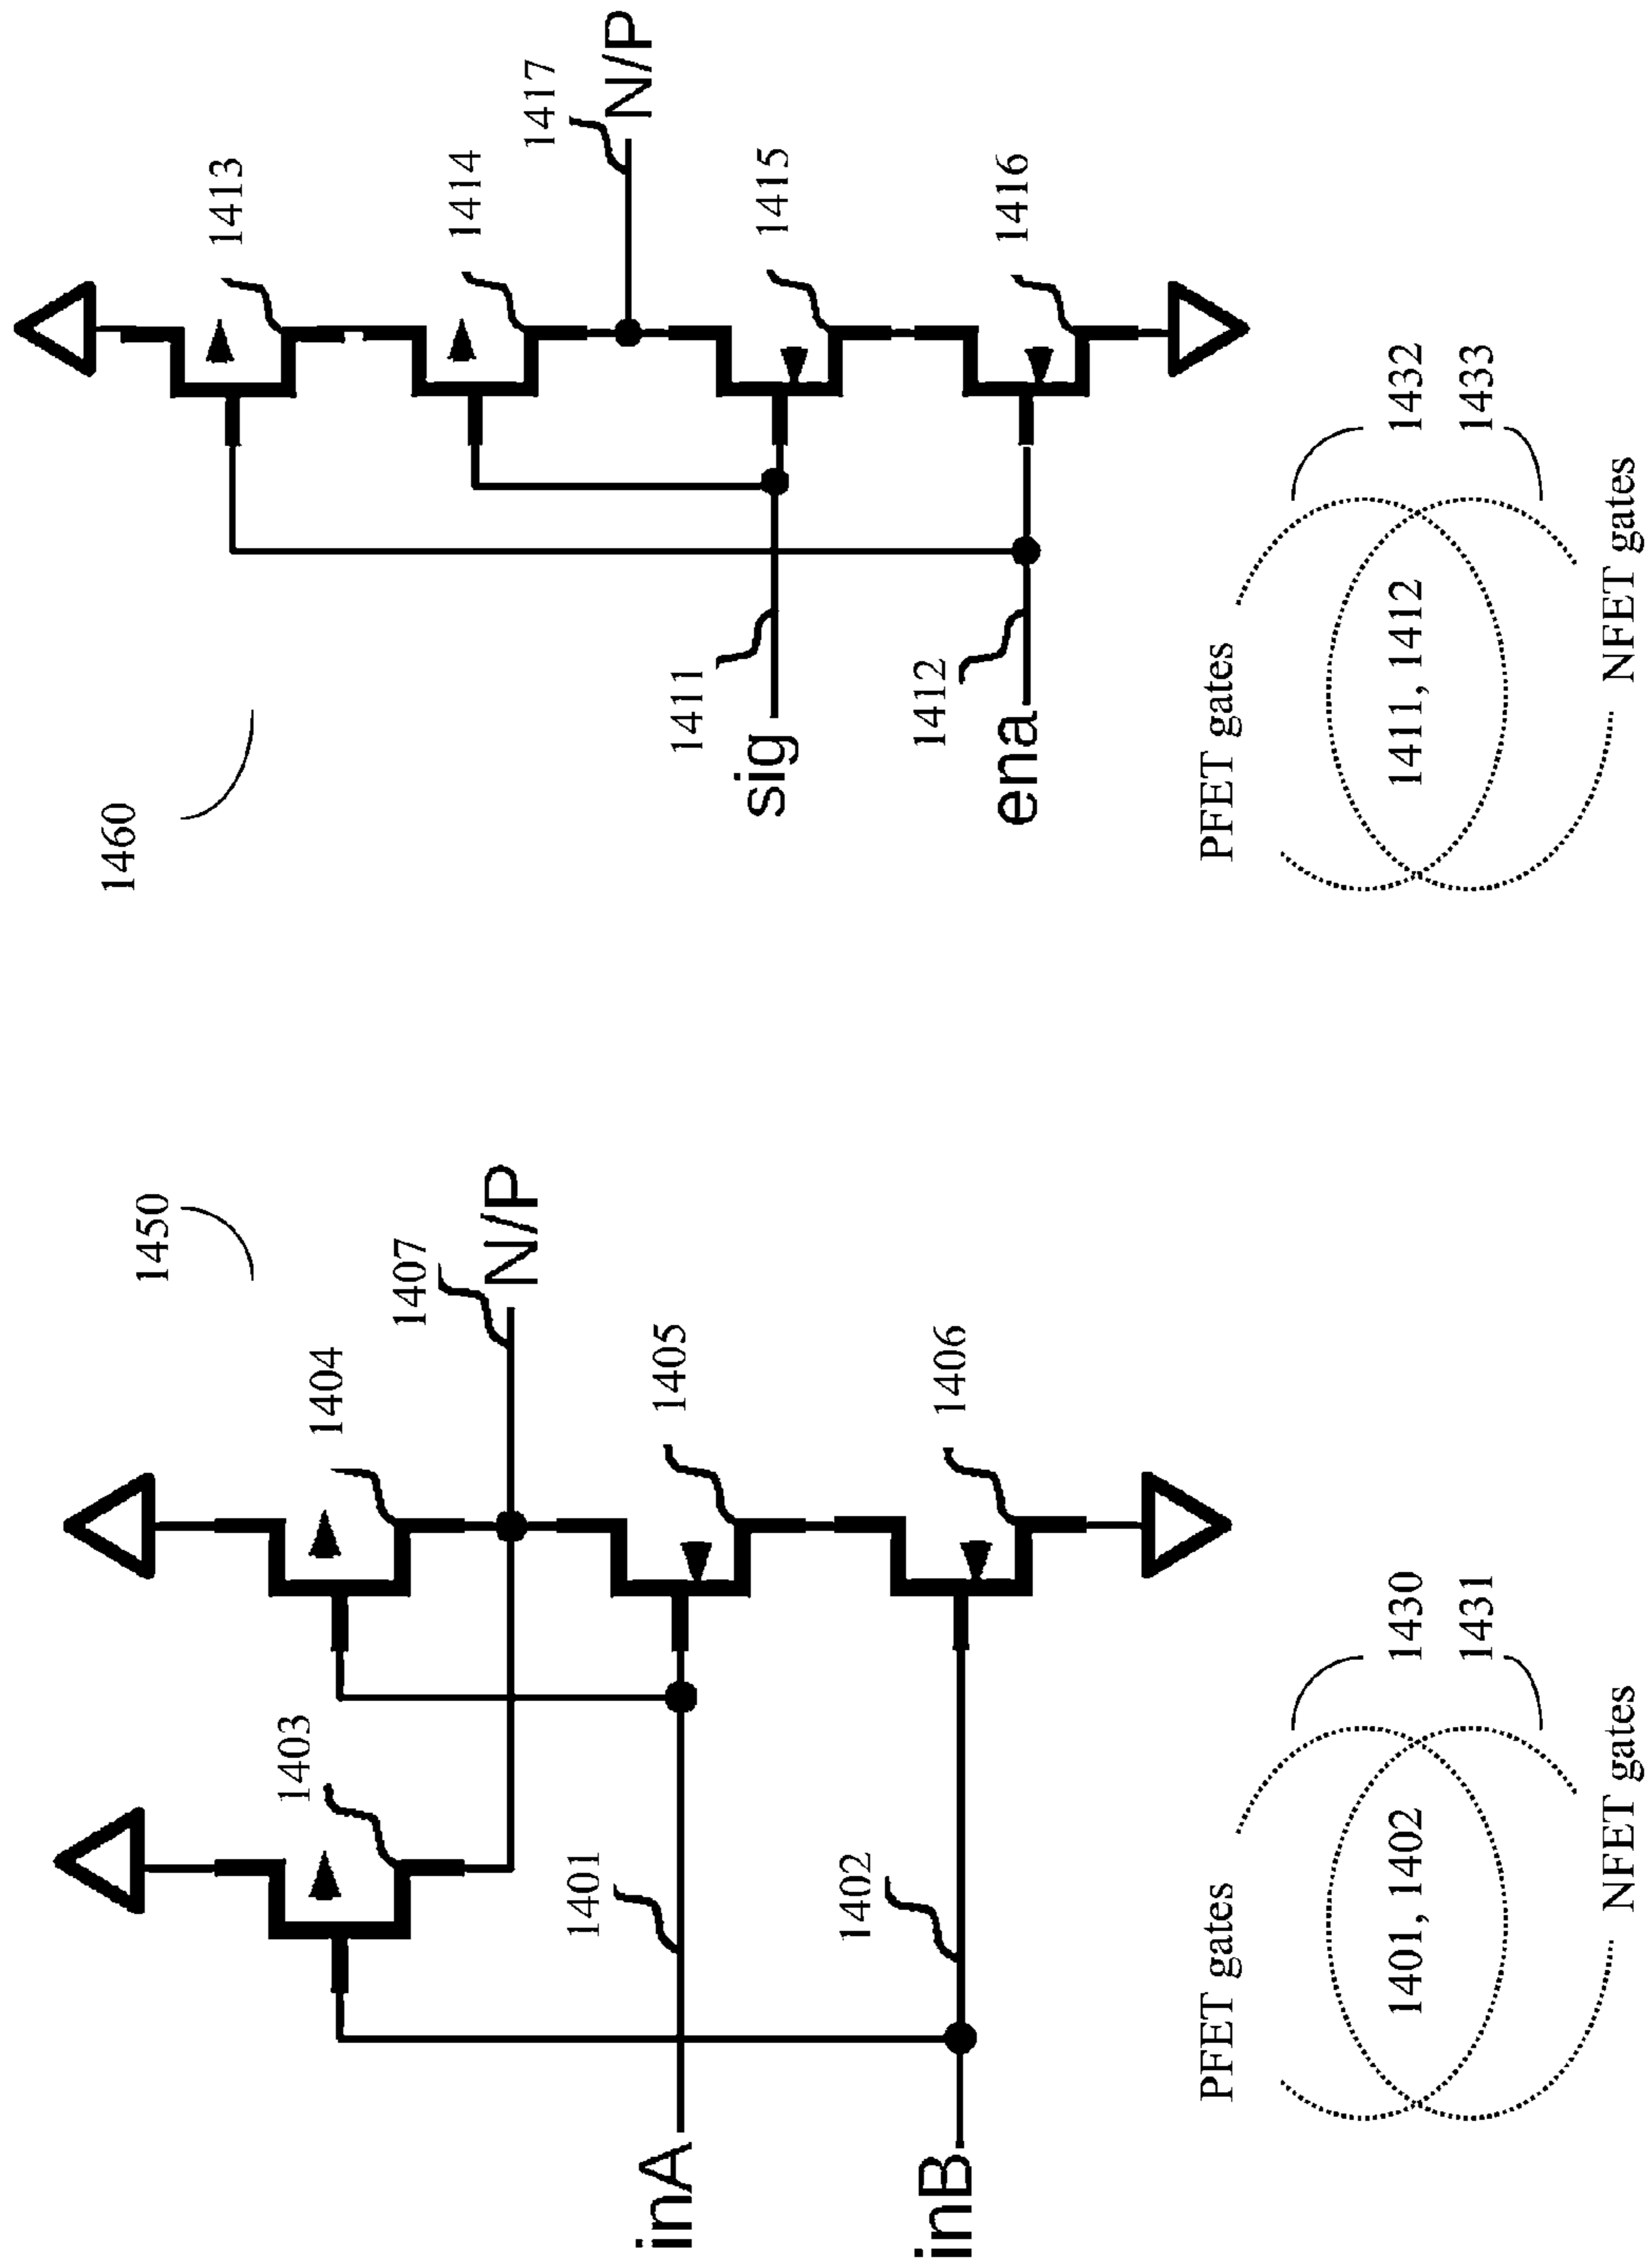 1450
1403
1404
1407
N/P
inA
1401
1405
inB
1402
1406
PFET gates
1401, 1402
1430
1431
NFET gates
1460
1413
1414
1417
N/P
sig
1411
1415
ena
1412
1416
PFET gates
1411, 1412
1432
1433
NFET gates